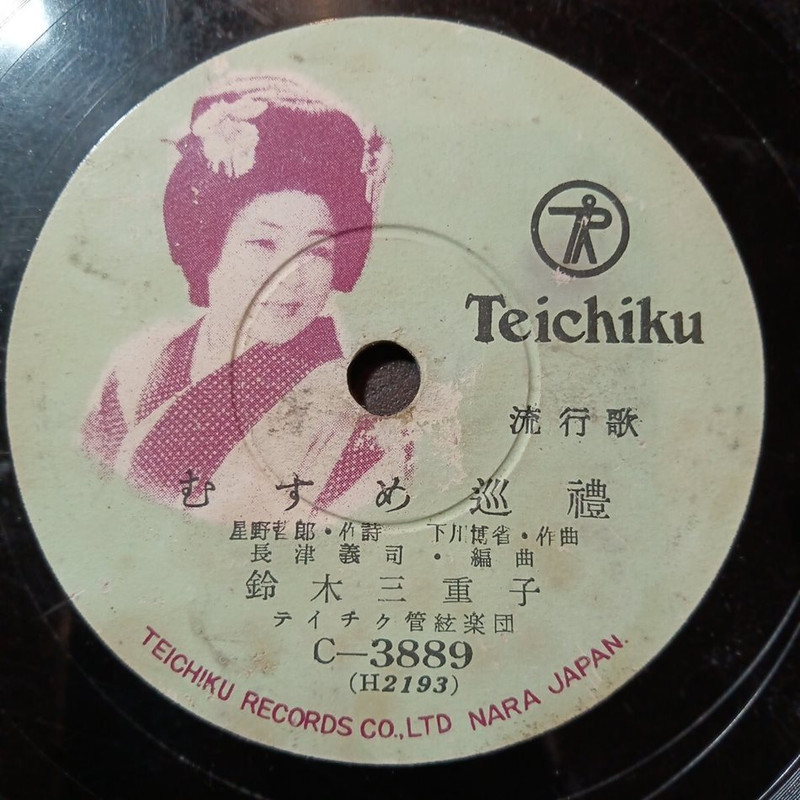 Teichiku
流行歌
むすめ巡禮
星野哲郎・作詩 下川博省・作曲
長津義司・編曲
鈴木三重子
テイチク管絃楽団
C—3889
(H2193)
TEICHIKU RECORDS CO.,LTD NARA JAPAN.